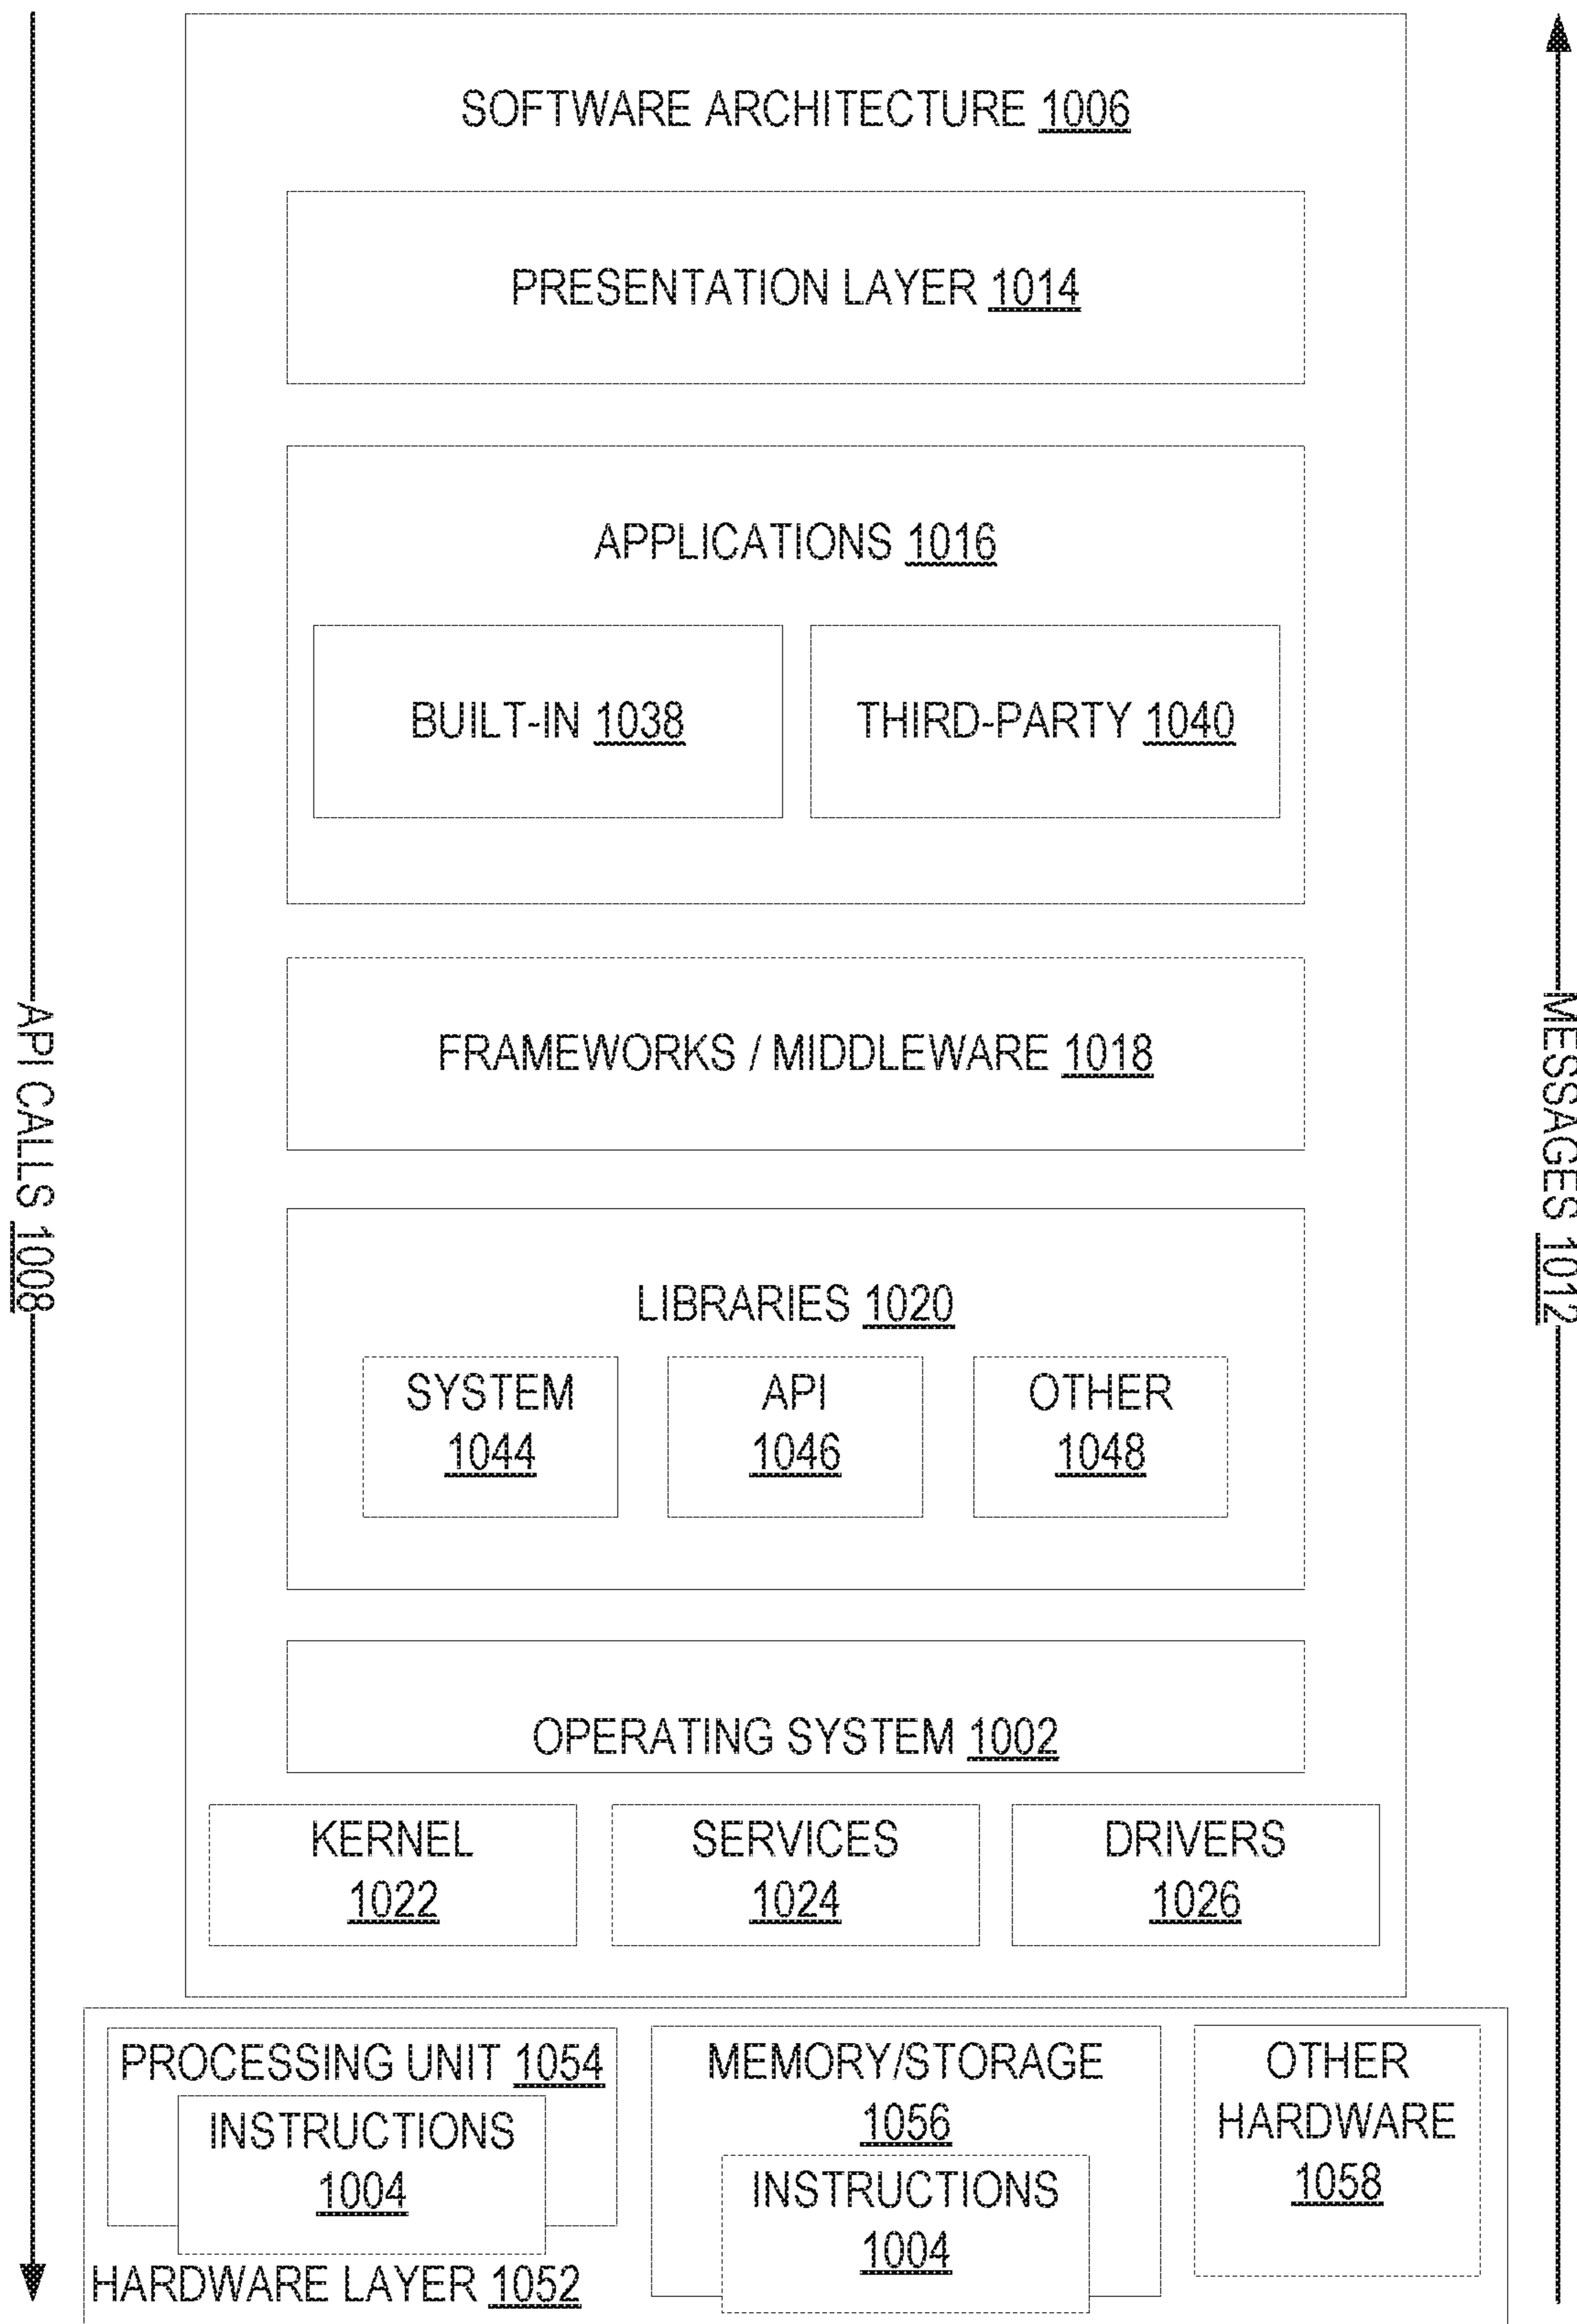 SOFTWARE ARCHITECTURE 1006
PRESENTATION LAYER 1014
APPLICATIONS 1016
BUILT-IN 1038
THIRD-PARTY 1040
FRAMEWORKS / MIDDLEWARE 1018
API CALLS 1008
MESSAGES 1012
LIBRARIES 1020
SYSTEM
1044
API
1046
OTHER
1048
OPERATING SYSTEM 1002
KERNEL
1022
SERVICES
1024
DRIVERS
1026
PROCESSING UNIT 1054
INSTRUCTIONS
1004
MEMORY/STORAGE
1056
INSTRUCTIONS
1004
OTHER
HARDWARE
1058
HARDWARE LAYER 1052